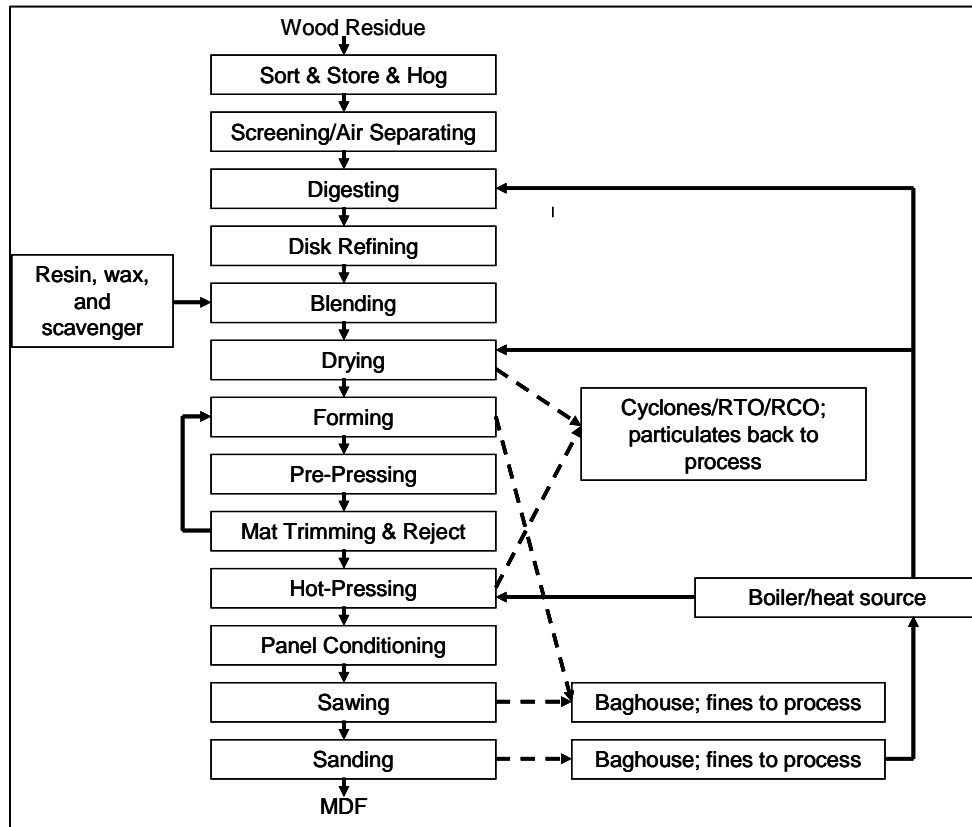 Wood Residue
Sort & Store & Hog
Screening/Air Separating
Digesting
Disk Refining
Resin, wax,
and
scavenger
Blending
Drying
Forming
Cyclones/RTO/RCO;
particulates back to
process
Pre-Pressing
Mat Trimming & Reject
Hot-Pressing
Boiler/heat source
Panel Conditioning
Sawing
Baghouse; fines to process
Sanding
Baghouse; fines to process
MDF